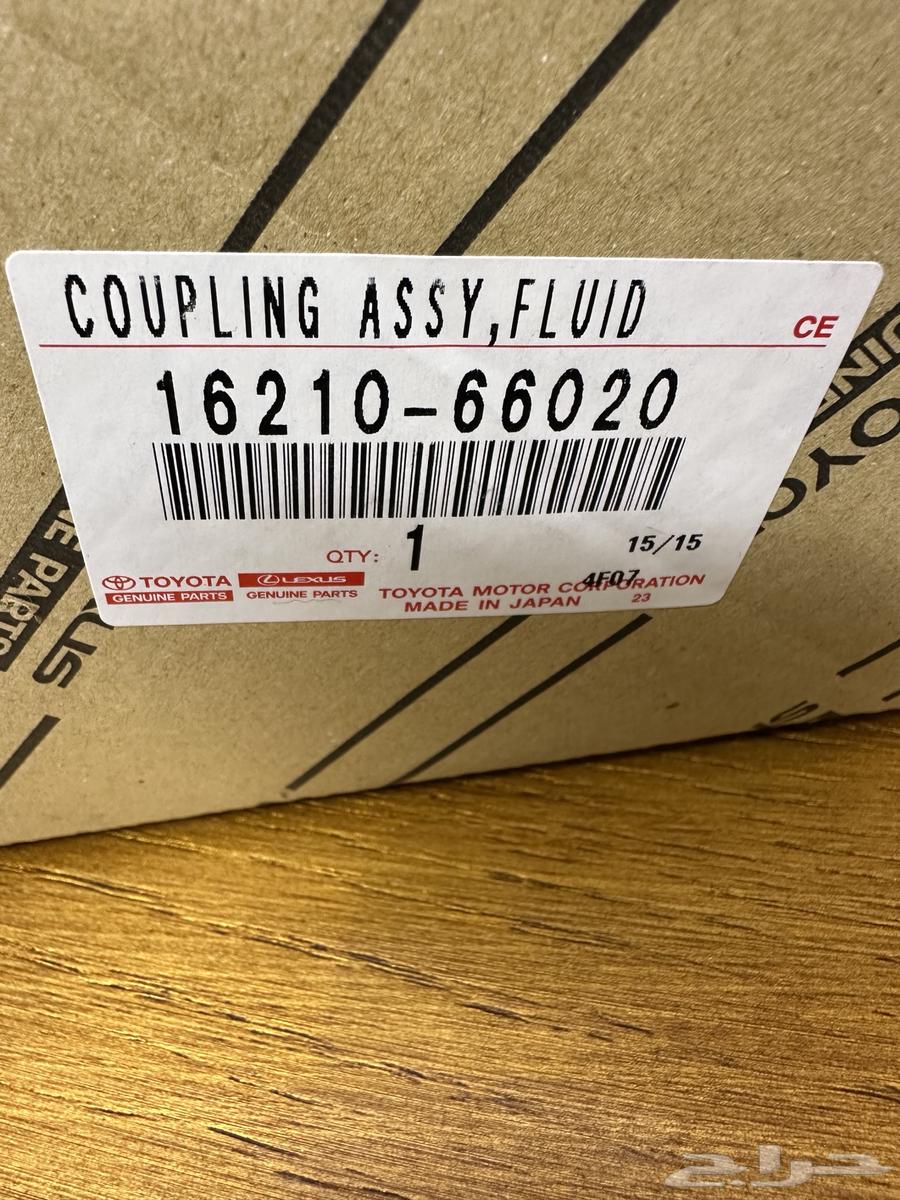 COUPLING ASSY,FLUID
CE
16210-66020
QTY: 1
15/15
4F07
TOYOTA
GENUINE PARTS
LEXUS
GENUINE PARTS
TOYOTA MOTOR CORPORATION
MADE IN JAPAN 23
PARTS
حراج